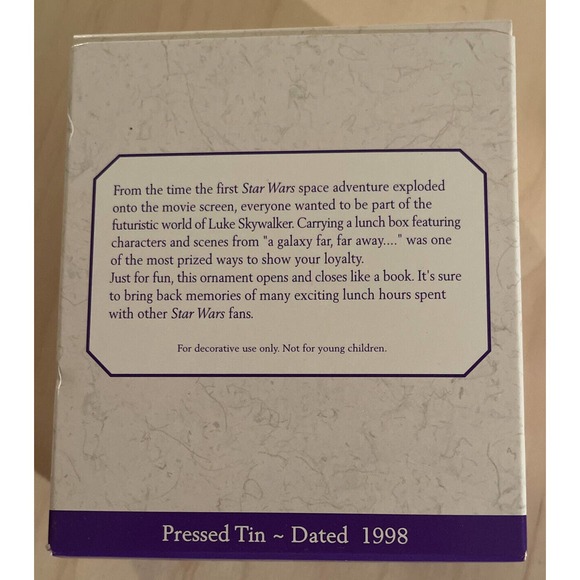 From the time the first Star Wars space adventure exploded
onto the movie screen, everyone wanted to be part of the
futuristic world of Luke Skywalker. Carrying a lunch box featuring
characters and scenes from "a galaxy far, far away...." was one
of the most prized ways to show your loyalty.
Just for fun, this ornament opens and closes like a book. It's sure
to bring back memories of many exciting lunch hours spent
with other Star Wars fans.
For decorative use only. Not for young children.
Pressed Tin ~ Dated 1998